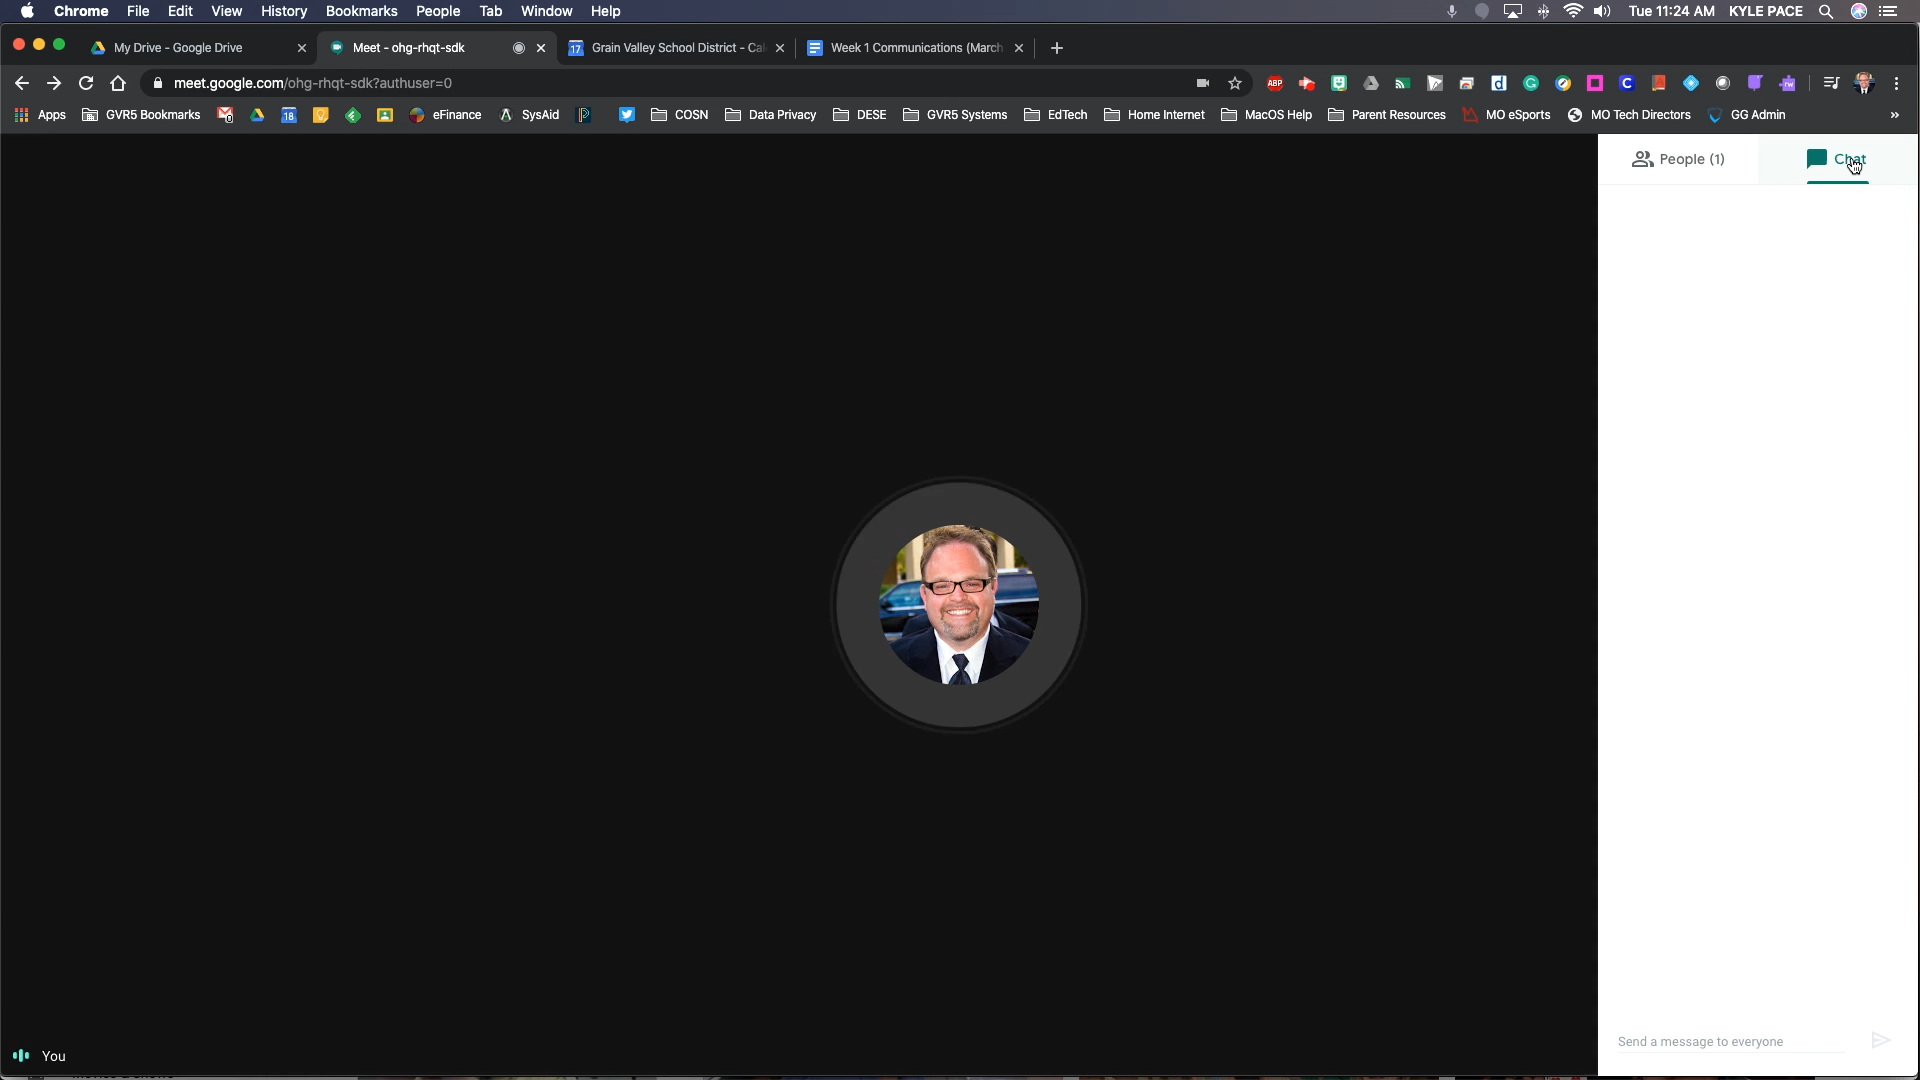 Chrome File Edit View History Bookmarks People Tab Window Help Tue 11:24 AM KYLE PACE
My Drive - Google Drive Meet - ohg-rhqt-sdk Grain Valley School District - Cal Week 1 Communications (March
meet.google.com/ohg-rhqt-sdk?authuser=0
Apps GVR5 Bookmarks eFinance SysAid COSN Data Privacy DESE GVR5 Systems EdTech Home Internet MacOS Help Parent Resources MO eSports MO Tech Directors GG Admin
People (1) Chat
Send a message to everyone
You